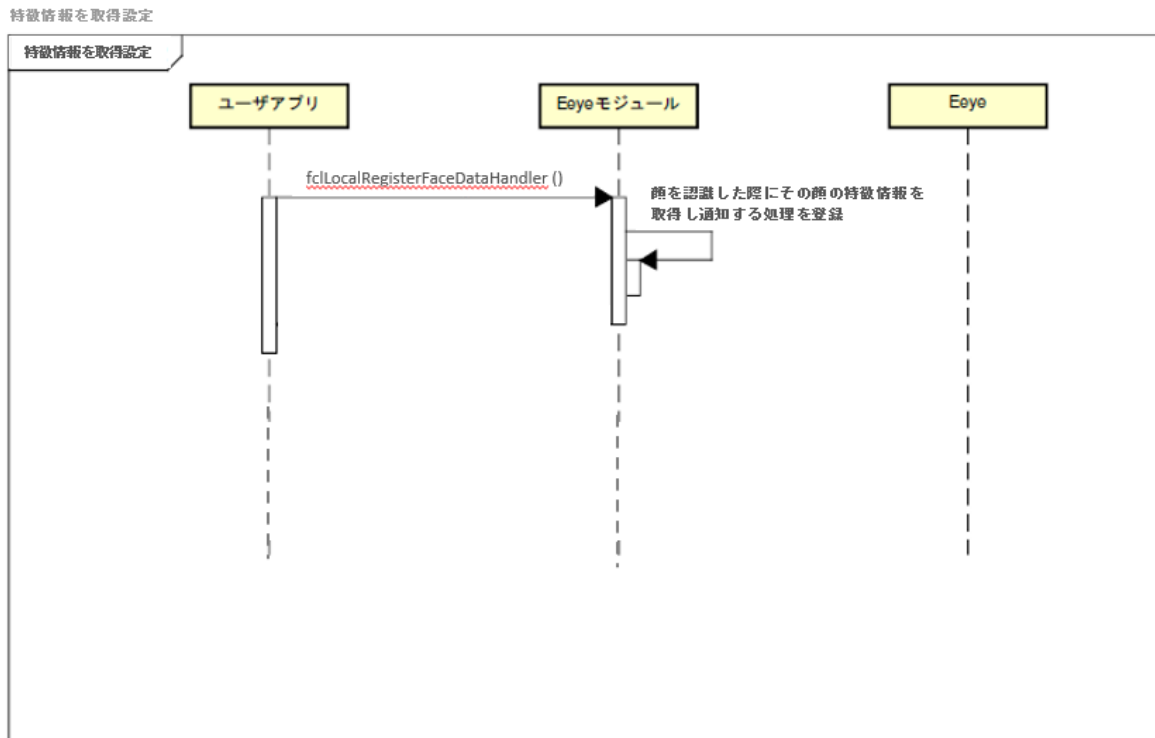 特徴情報を取得設定
特徴情報を取得設定
ユーザアプリ
Eeyeモジュール
Eeye
fclLocalRegisterFaceDataHandler ()
顔を認識した際にその顔の特徴情報を
取得し通知する処理を登録